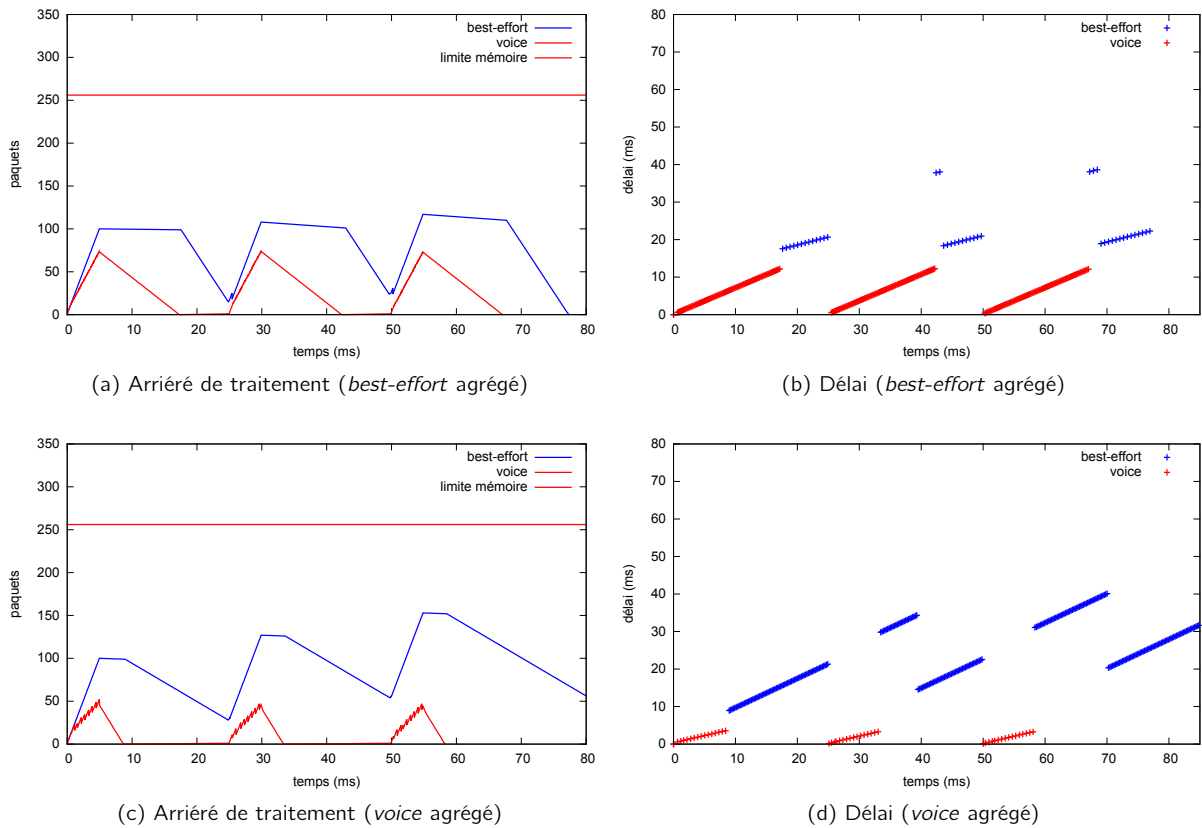 350
300
250
200
150
100
50
0
paquets
0 10 20 30 40 50 60 70 80
temps (ms)
best-effort
voice
limite mémoire
(a) Arriéré de traitement (best-effort agrégé)
80
70
60
50
40
30
20
10
0
délai (ms)
0 10 20 30 40 50 60 70 80
temps (ms)
best-effort
voice
(b) Délai (best-effort agrégé)
350
300
250
200
150
100
50
0
paquets
0 10 20 30 40 50 60 70 80
temps (ms)
best-effort
voice
limite mémoire
(c) Arriéré de traitement (voice agrégé)
80
70
60
50
40
30
20
10
0
délai (ms)
0 10 20 30 40 50 60 70 80
temps (ms)
best-effort
voice
(d) Délai (voice agrégé)